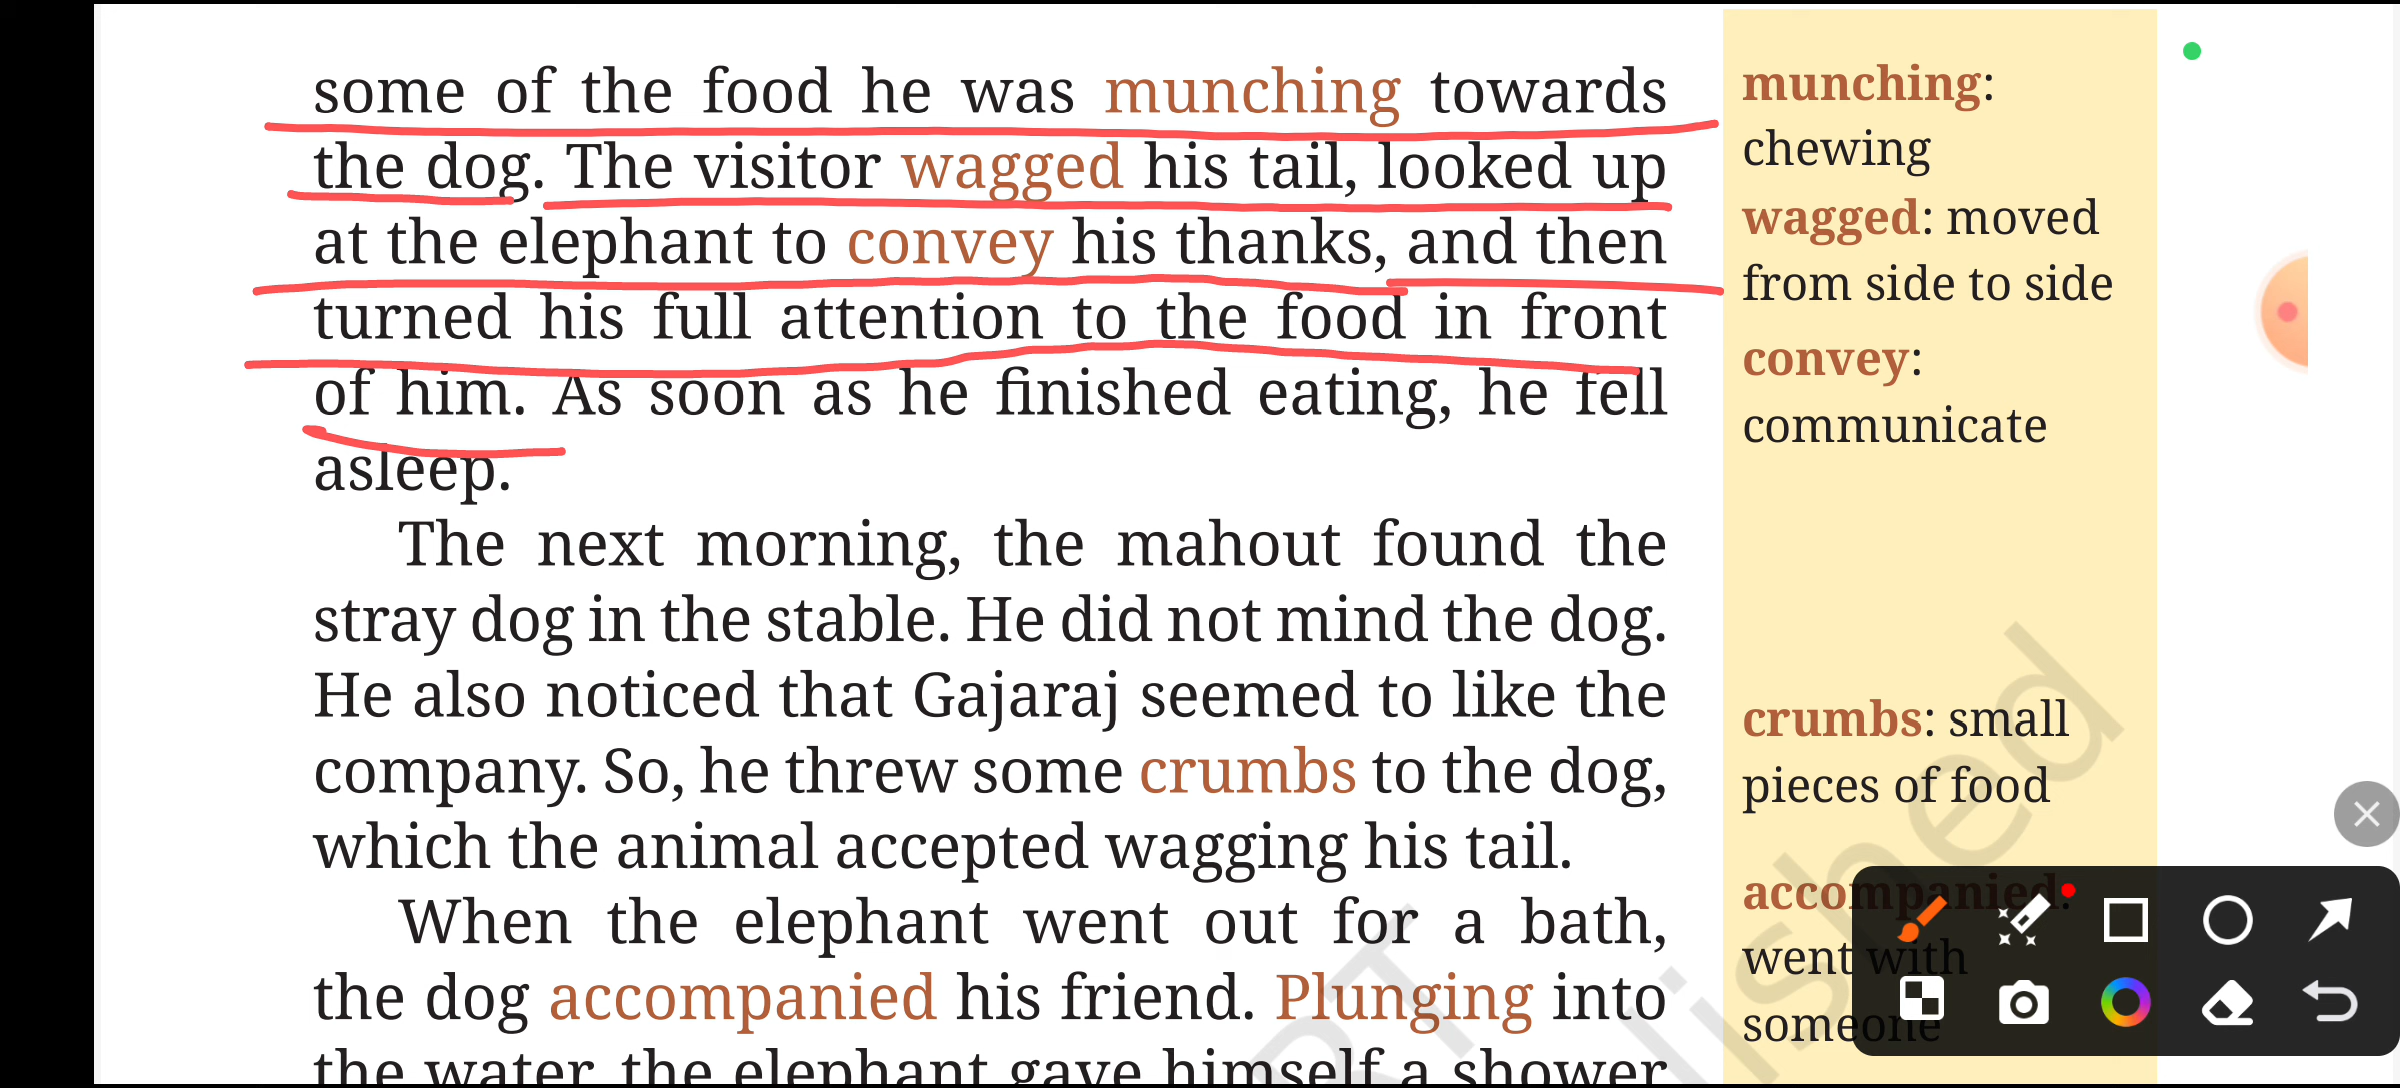 some of the food he was munching towards
the dog. The visitor wagged his tail, looked up
at the elephant to convey his thanks, and then
turned his full attention to the food in front
of him. As soon as he finished eating, he fell
asleep.
The next morning, the mahout found the
stray dog in the stable. He did not mind the dog.
He also noticed that Gajaraj seemed to like the
company. So, he threw some crumbs to the dog,
which the animal accepted wagging his tail.
When the elephant went out for a bath,
the dog accompanied his friend. Plunging into
the water, the elephant gave himself a shower
munching:
chewing
wagged: moved
from side to side
convey:
communicate
crumbs: small
pieces of food
accompanied:
went with
someone